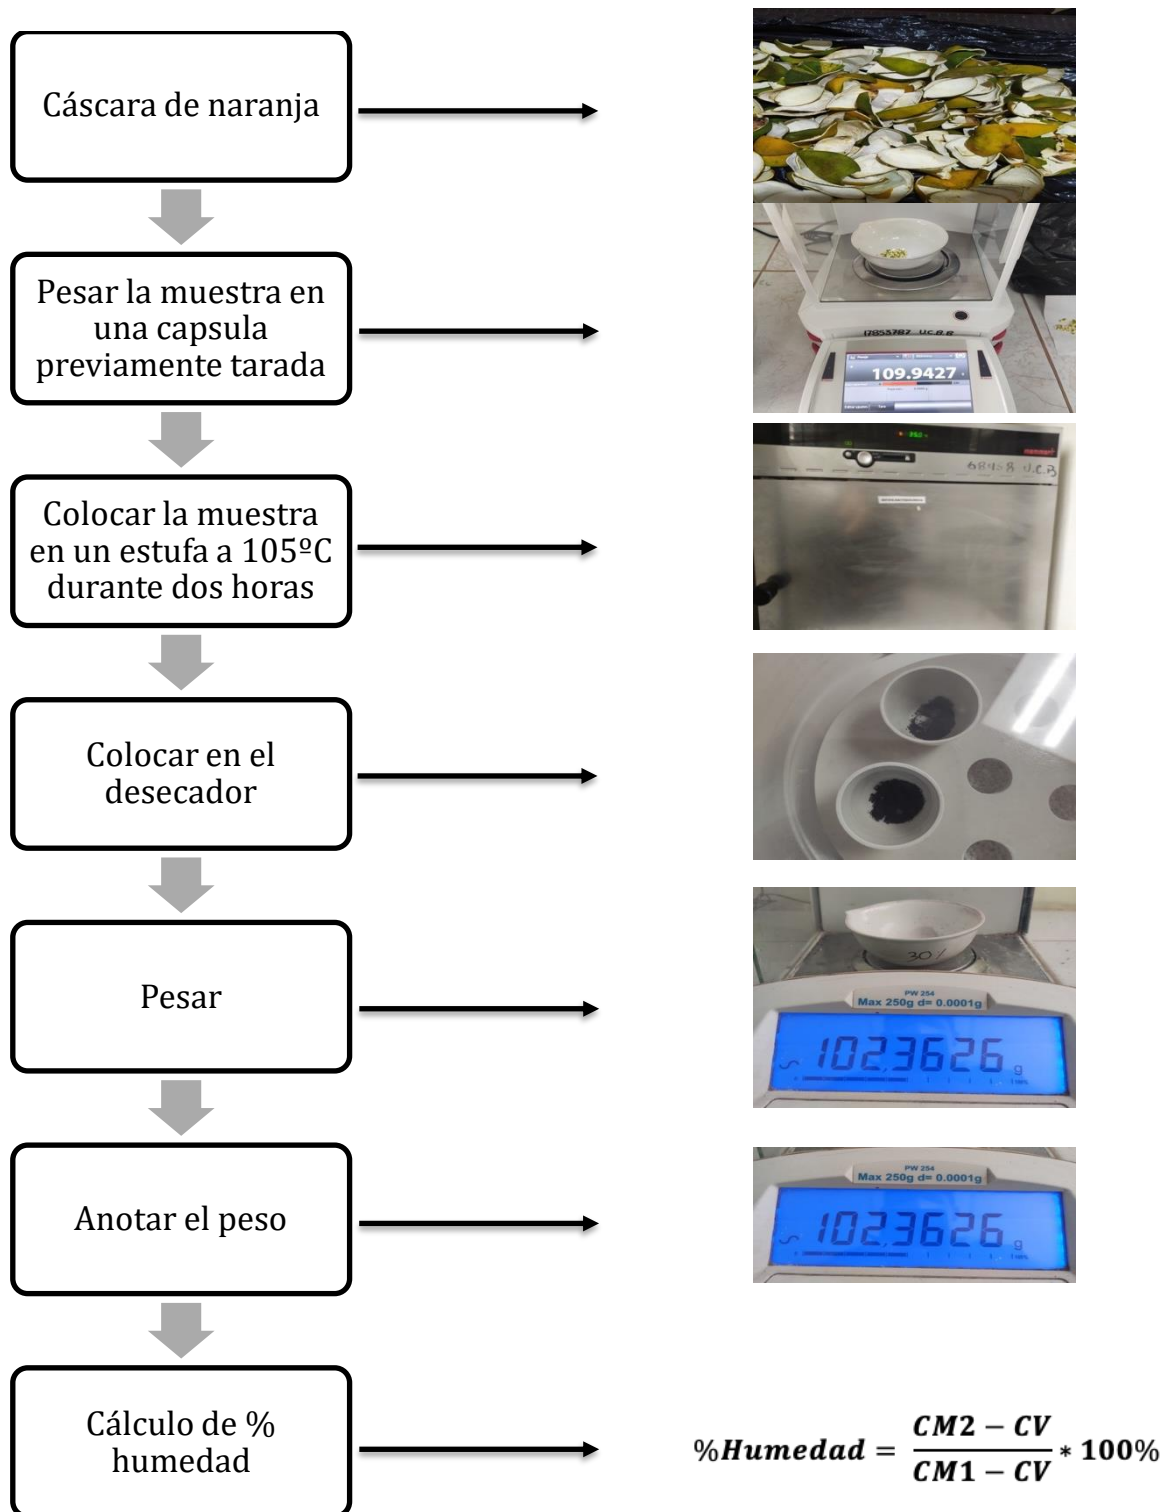 Cáscara de naranja
Pesar la muestra en
una capsula
previamente tarada
17853787 U.C.B.B
109.9427
Colocar la muestra
en un estufa a 105ºC
durante dos horas
68458 U.C.B
Colocar en el
desecador
Pesar
30%
PW 254
Max 250g d= 0.0001g
102.3626 g
Anotar el peso
PW 254
Max 250g d= 0.0001g
102.3626 g
Cálculo de %
humedad
%Humedad = (CM2 − CV)/(CM1 − CV) * 100%